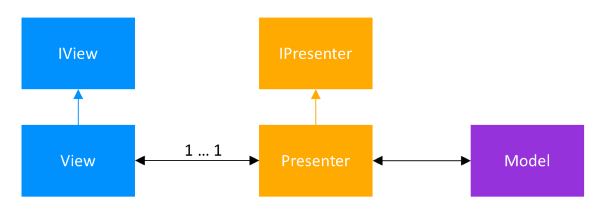 IView
IPresenter
1 ... 1
View
Presenter
Model